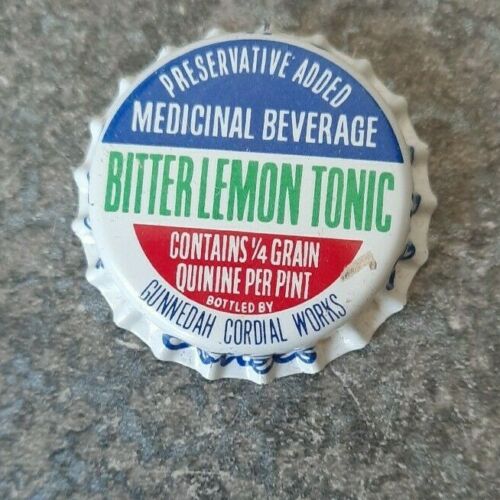 PRESERVATIVE ADDED
MEDICINAL BEVERAGE
BITTER LEMON TONIC
CONTAINS 1/4 GRAIN
QUININE PER PINT
BOTTLED BY
GUNNEDAH CORDIAL WORKS